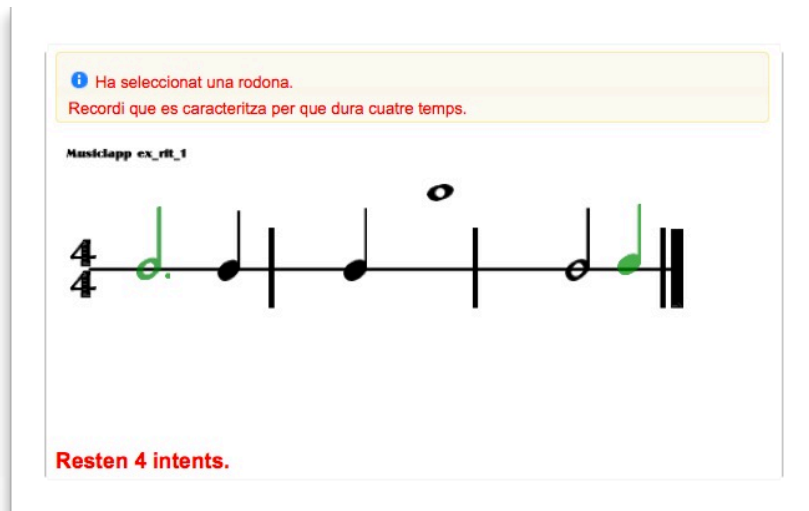 Ha seleccionat una rodona.
Recordi que es caracteritza per que dura cuatre temps.
Musiclapp ex_rit_1
4
4
Resten 4 intents.